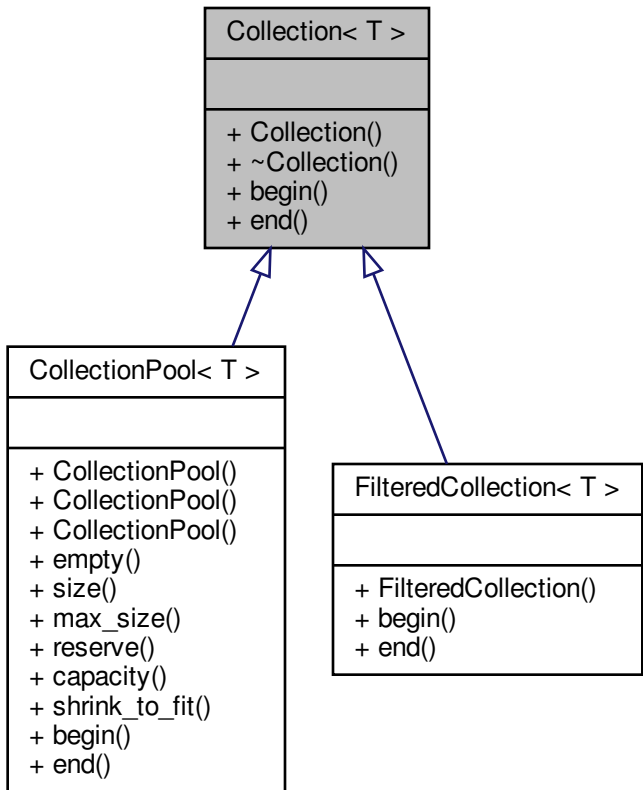 Collection< T >
+ Collection()
+ ~Collection()
+ begin()
+ end()
CollectionPool< T >
+ CollectionPool()
+ CollectionPool()
+ CollectionPool()
+ empty()
+ size()
+ max_size()
+ reserve()
+ capacity()
+ shrink_to_fit()
+ begin()
+ end()
FilteredCollection< T >
+ FilteredCollection()
+ begin()
+ end()